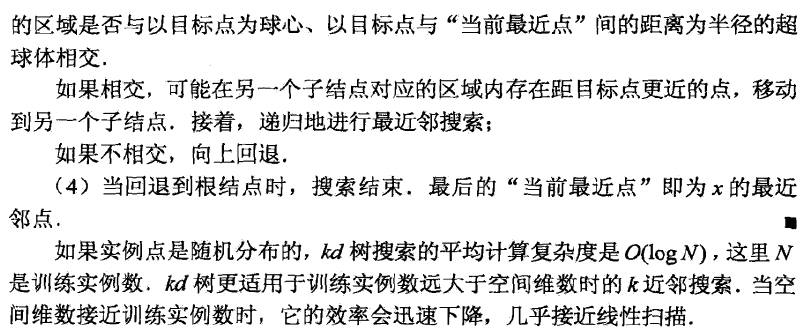 的区域是否与以目标点为球心、以目标点与“当前最近点”间的距离为半径的超
球体相交．
如果相交，可能在另一个子结点对应的区域内存在距目标点更近的点，移动
到另一个子结点．接着，递归地进行最近邻搜索；
如果不相交，向上回退．
（4）当回退到根结点时，搜索结束．最后的“当前最近点”即为 x 的最近
邻点．
如果实例点是随机分布的，kd 树搜索的平均计算复杂度是 O(log N)，这里 N
是训练实例数．kd 树更适用于训练实例数远大于空间维数时的 k 近邻搜索．当空
间维数接近训练实例数时，它的效率会迅速下降，几乎接近线性扫描．